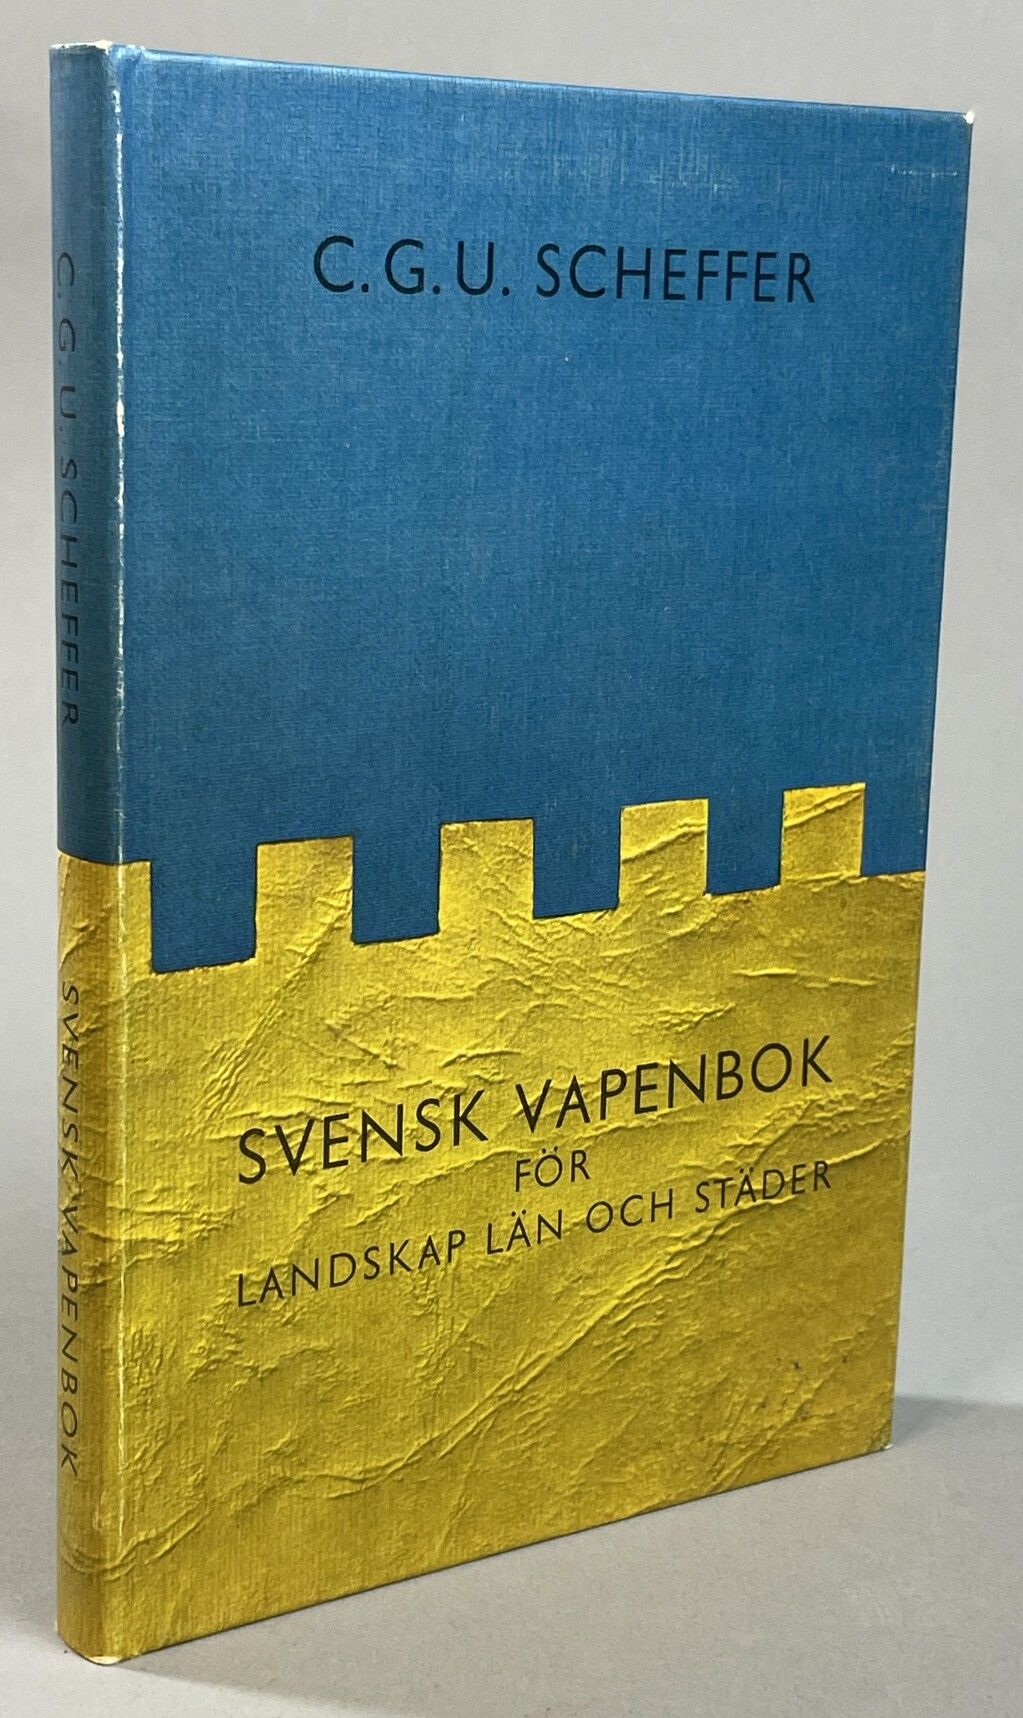 C. G. U. SCHEFFER
SVENSK VAPENBOK
FÖR
LANDSKAP LÄN OCH STÄDER
C. G. U. SCHEFFER
SVENSK VAPENBOK